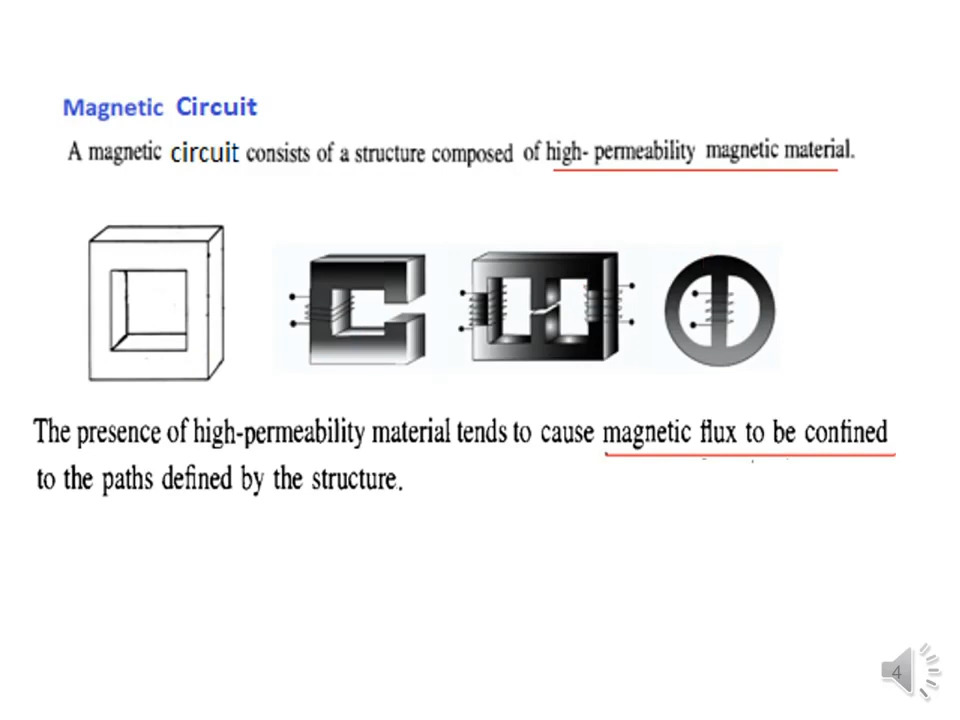 Magnetic Circuit
A magnetic circuit consists of a structure composed of high- permeability magnetic material.
The presence of high-permeability material tends to cause magnetic flux to be confined
to the paths defined by the structure.
4